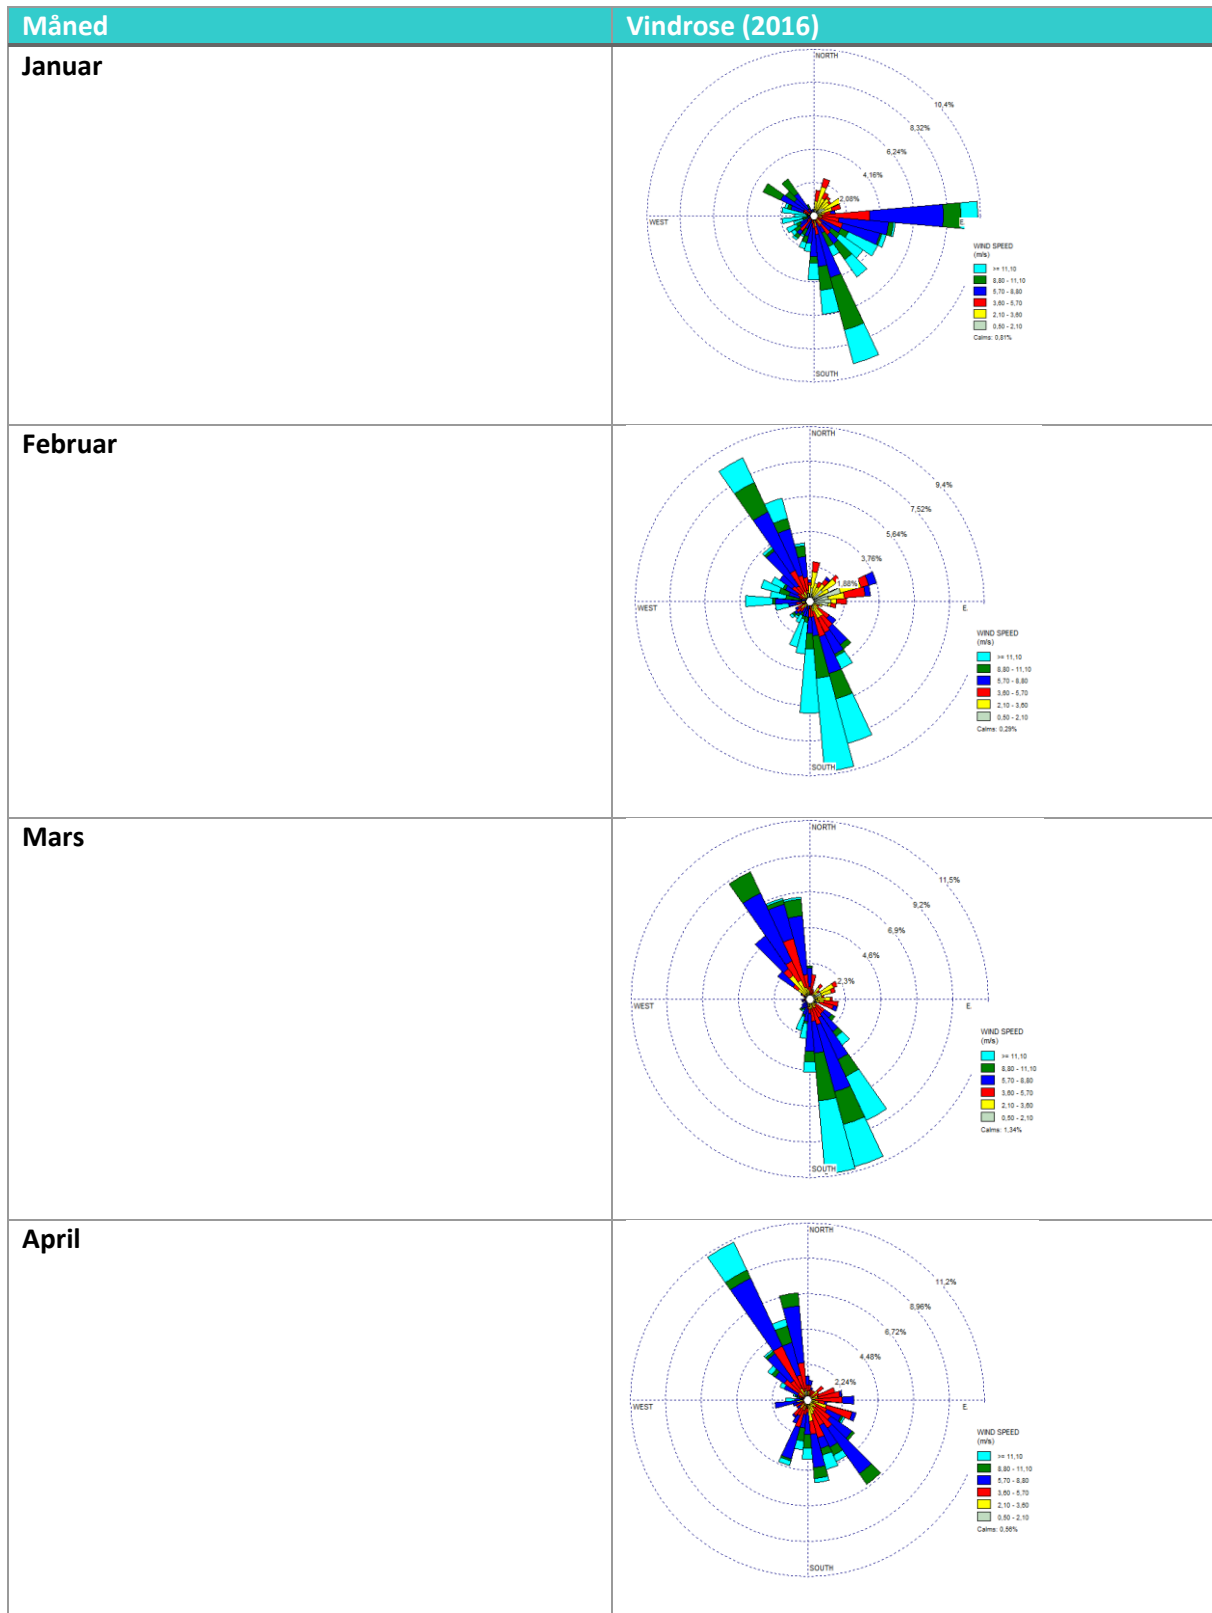 Måned Vindrose (2016)
Januar
NORTH
10,4%
8,32%
6,24%
4,16%
2,08%
WEST
E
WIND SPEED
(m/s)
>= 11,10
8,80 - 11,10
5,70 - 8,80
3,60 - 5,70
2,10 - 3,60
0,50 - 2,10
Calms: 0,81%
SOUTH
Februar
NORTH
9,4%
7,52%
5,64%
3,76%
1,88%
WEST
E.
WIND SPEED
(m/s)
>= 11,10
8,80 - 11,10
5,70 - 8,80
3,60 - 5,70
2,10 - 3,60
0,50 - 2,10
Calms: 0,29%
SOUTH
Mars
NORTH
11,5%
9,2%
6,9%
4,6%
2,3%
WEST
E.
WIND SPEED
(m/s)
>= 11,10
8,80 - 11,10
5,70 - 8,80
3,60 - 5,70
2,10 - 3,60
0,50 - 2,10
Calms: 1,34%
SOUTH
April
NORTH
11,2%
8,96%
6,72%
4,48%
2,24%
WEST
E.
WIND SPEED
(m/s)
>= 11,10
8,80 - 11,10
5,70 - 8,80
3,60 - 5,70
2,10 - 3,60
0,50 - 2,10
Calms: 0,56%
SOUTH